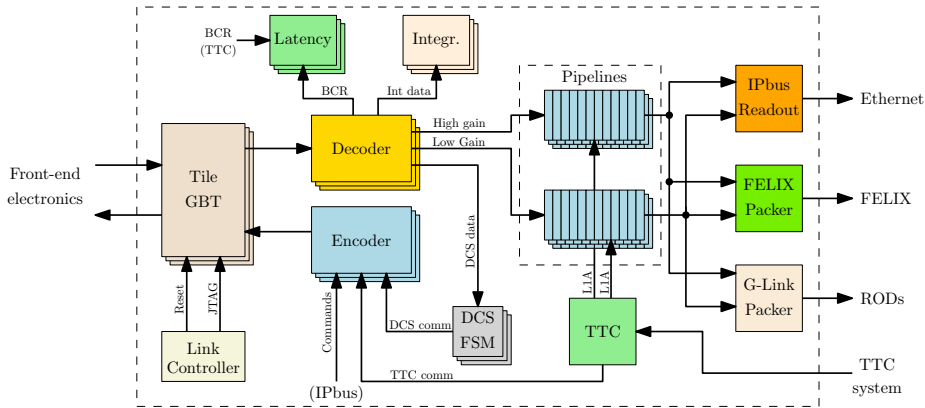 BCR
(TTC)
Latency
Integr.
BCR
Int data
Pipelines
High gain
Low Gain
Decoder
Tile
GBT
Front-end
electronics
Encoder
DCS data
IPbus
Readout
Ethernet
FELIX
Packer
FELIX
G-Link
Packer
RODs
L1A
L1A
Reset
JTAG
Commands
DCS comm
DCS
FSM
TTC
Link
Controller
TTC comm
(IPbus)
TTC
system